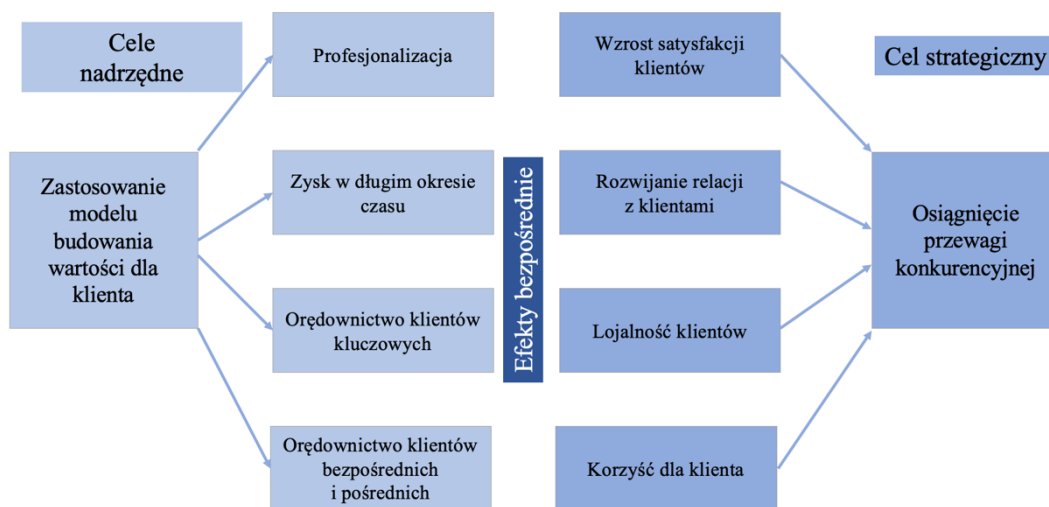 Cele
nadrzędne
Zastosowanie
modelu
budowania
wartości dla
klienta
Profesjonalizacja
Zysk w długim okresie
czasu
Orędownictwo klientów
kluczowych
Orędownictwo klientów
bezpośrednich
i pośrednich
Efekty bezpośrednie
Wzrost satysfakcji
klientów
Rozwijanie relacji
z klientami
Lojalność klientów
Korzyść dla klienta
Cel strategiczny
Osiągnięcie
przewagi
konkurencyjnej